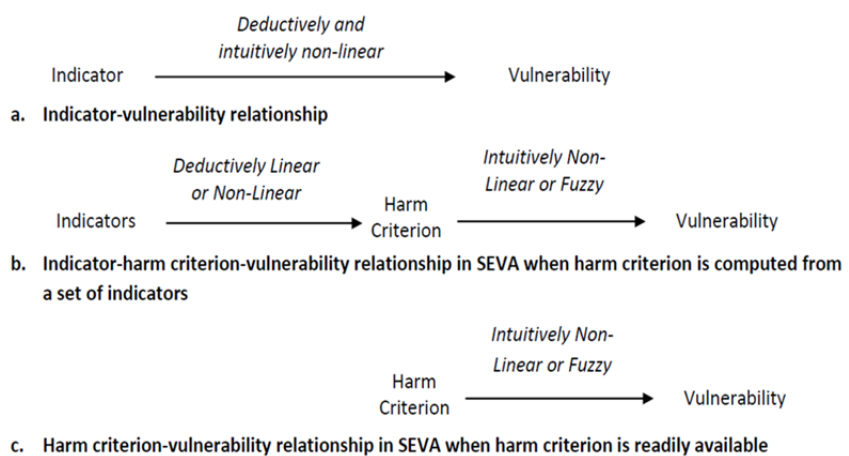 Deductively and
intuitively non-linear
Indicator
Vulnerability
a. Indicator-vulnerability relationship
Deductively Linear
or Non-Linear
Intuitively Non-
Linear or Fuzzy
Indicators
Harm
Criterion
Vulnerability
b. Indicator-harm criterion-vulnerability relationship in SEVA when harm criterion is computed from
a set of indicators
Intuitively Non-
Linear or Fuzzy
Harm
Criterion
Vulnerability
c. Harm criterion-vulnerability relationship in SEVA when harm criterion is readily available